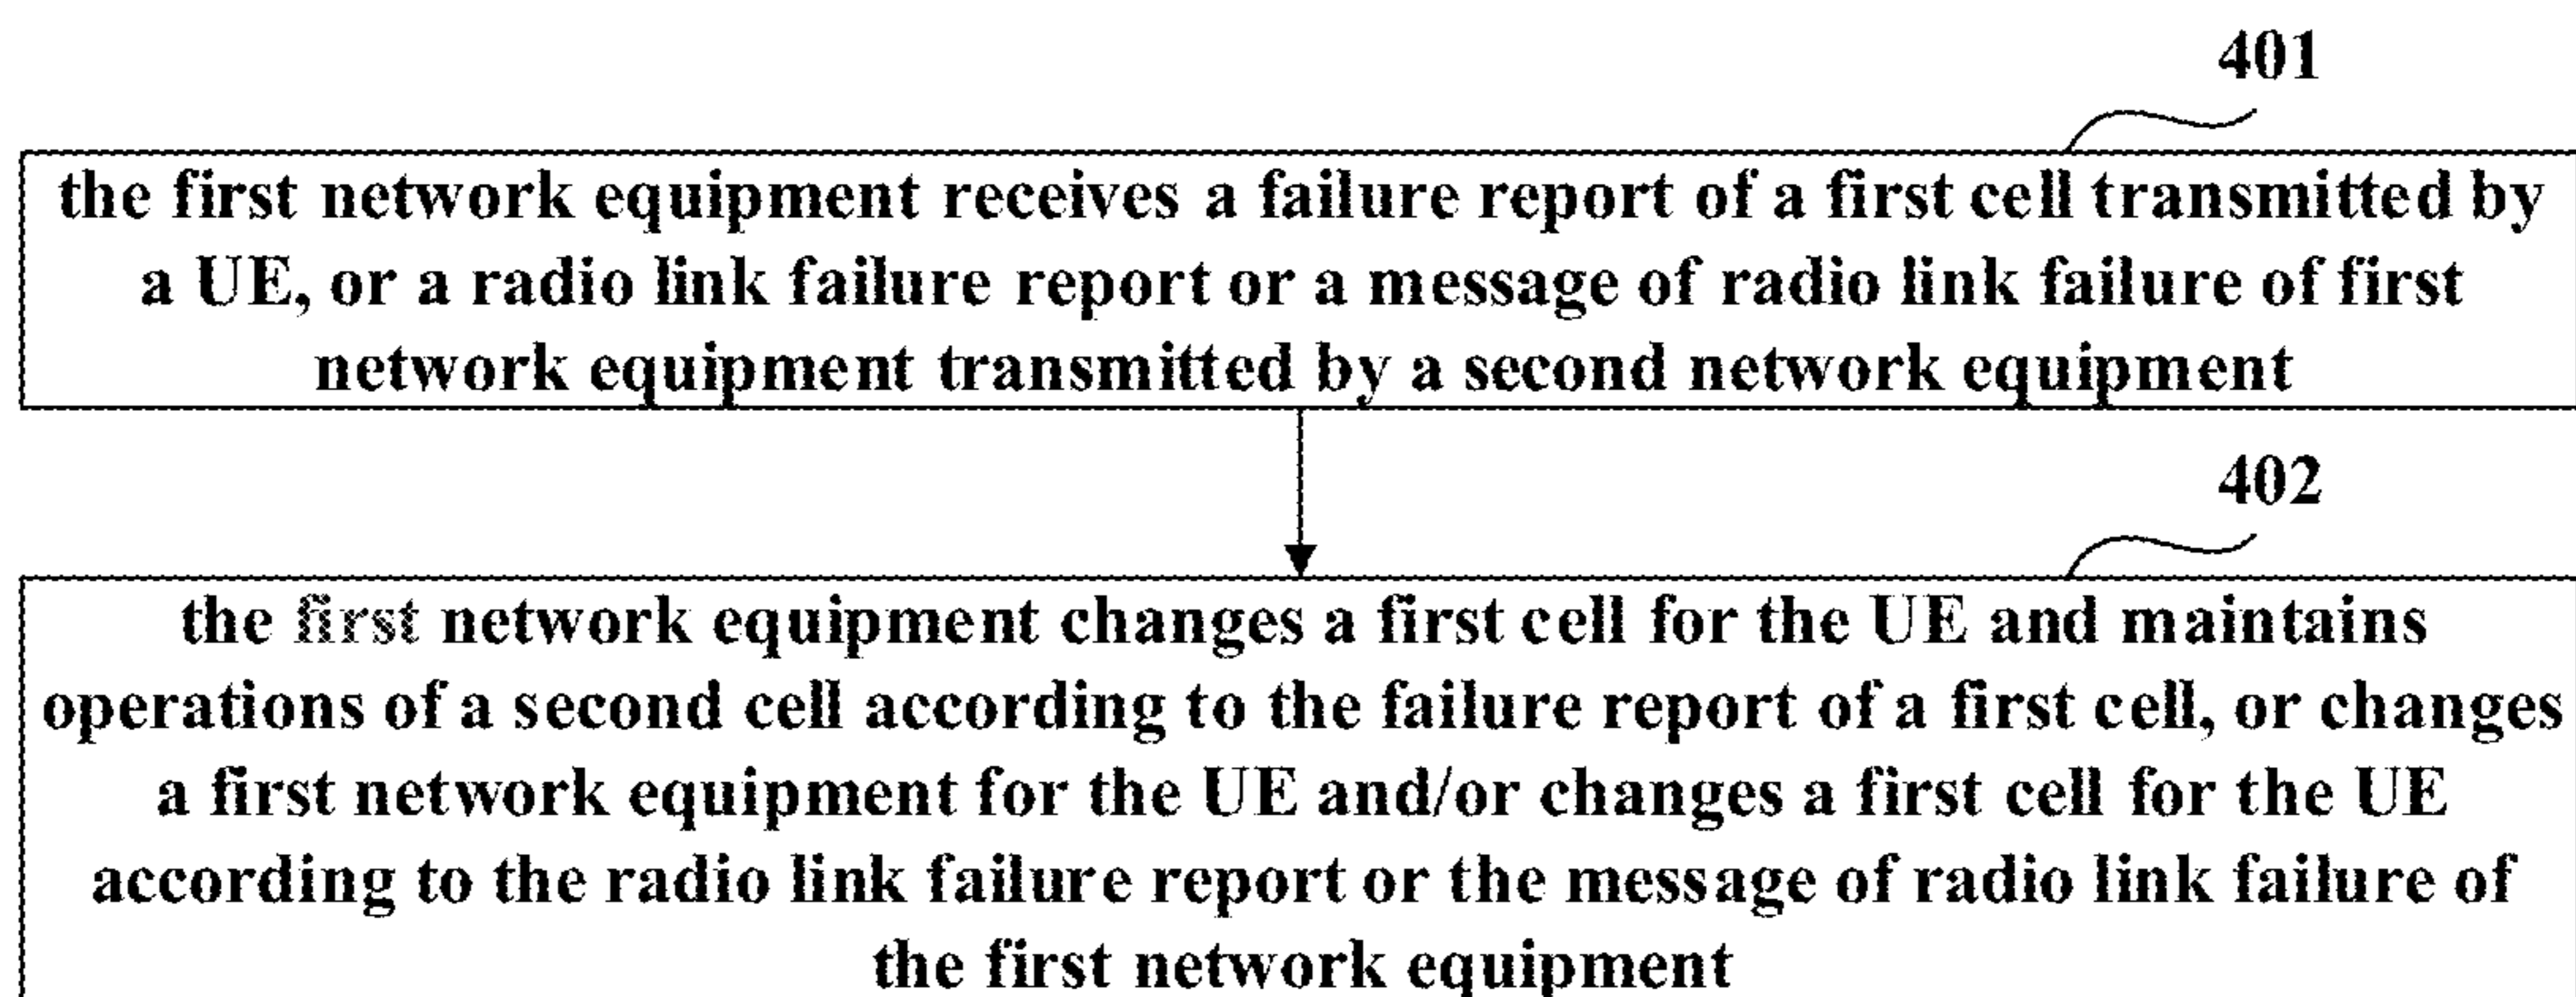 401
the first network equipment receives a failure report of a first cell transmitted by
a UE, or a radio link failure report or a message of radio link failure of first
network equipment transmitted by a second network equipment
402
the first network equipment changes a first cell for the UE and maintains
operations of a second cell according to the failure report of a first cell, or changes
a first network equipment for the UE and/or changes a first cell for the UE
according to the radio link failure report or the message of radio link failure of
the first network equipment